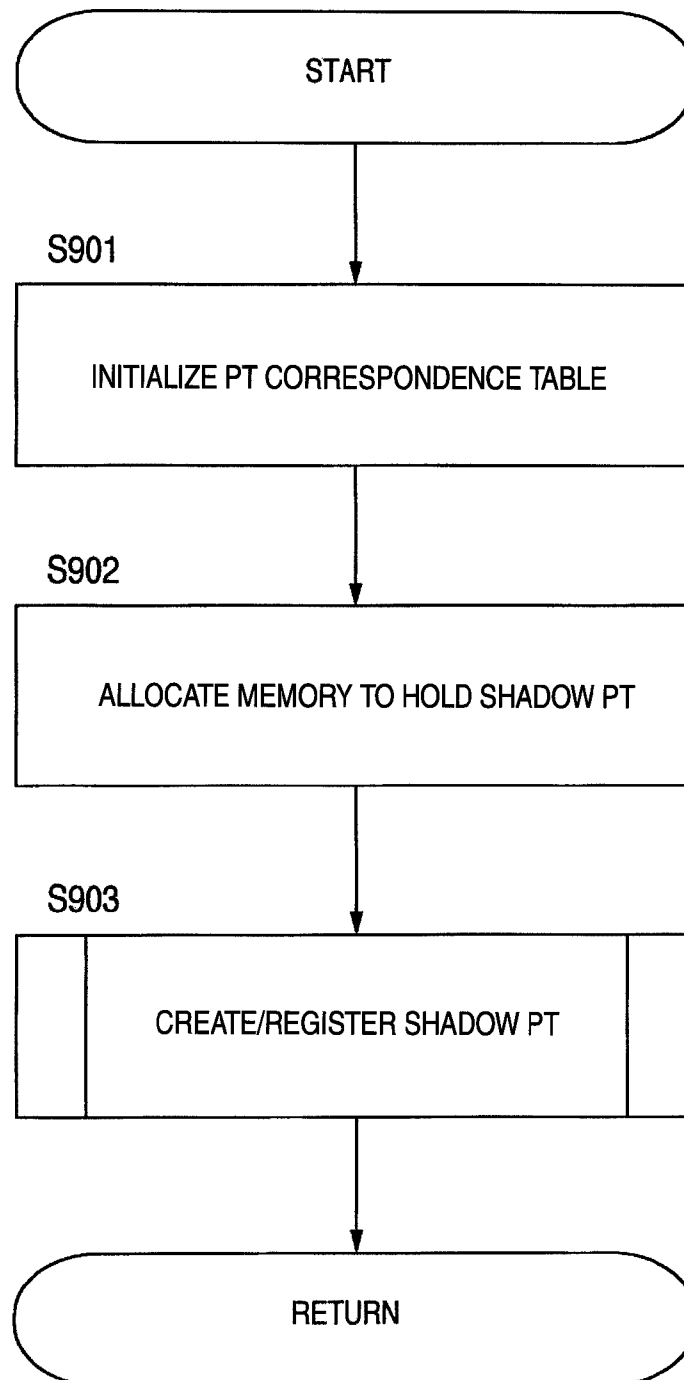 START
S901
INITIALIZE PT CORRESPONDENCE TABLE
S902
ALLOCATE MEMORY TO HOLD SHADOW PT
S903
CREATE/REGISTER SHADOW PT
RETURN